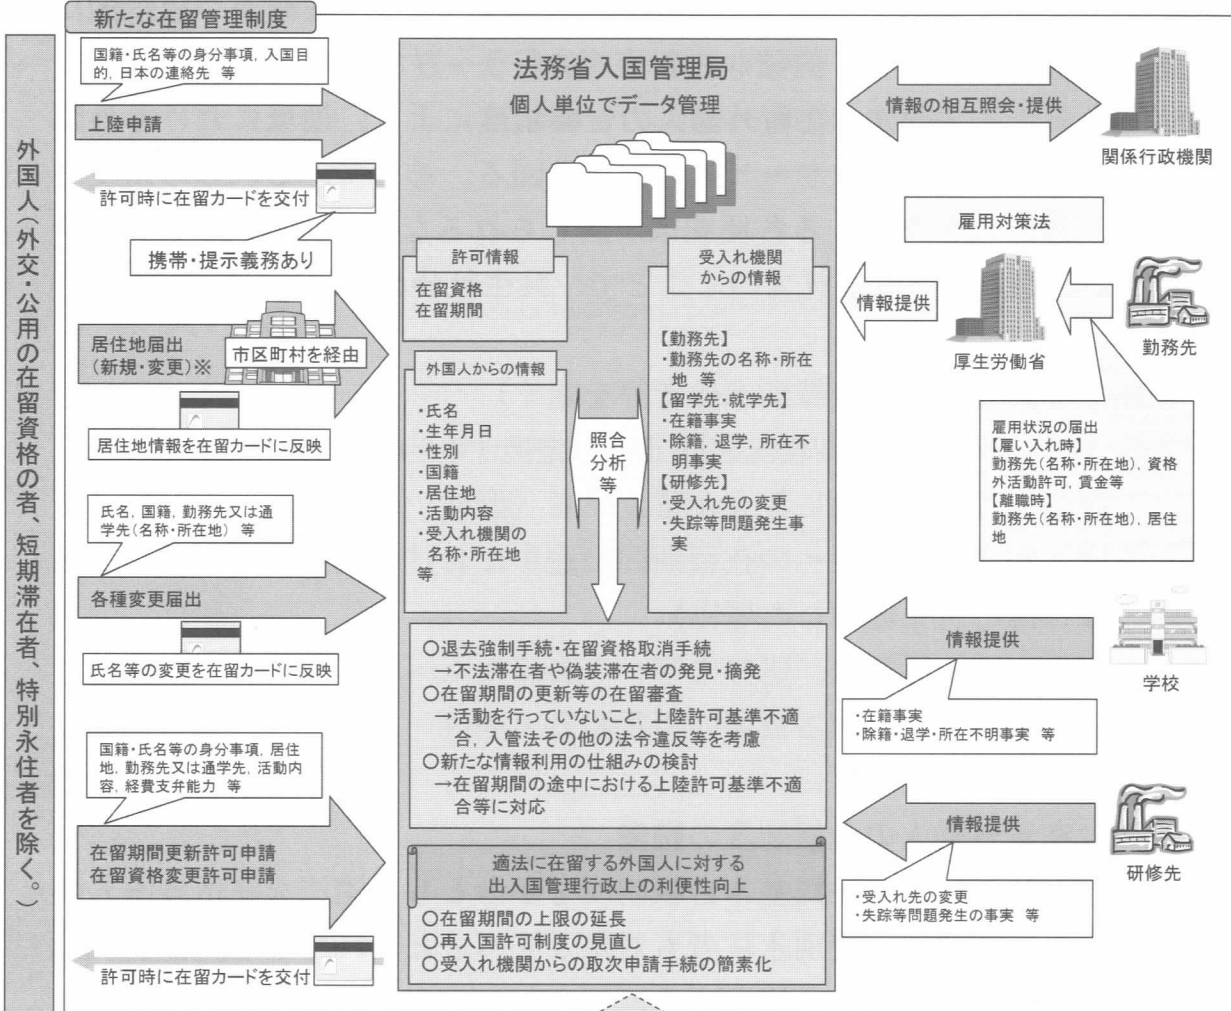 新たな在留管理制度
外国人(外交・公用の在留資格の者、短期滞在者、特別永住者を除く。)
国籍・氏名等の身分事項, 入国目
的, 日本の連絡先 等
上陸申請
許可時に在留カードを交付
携帯・提示義務あり
居住地届出
(新規・変更)※
市区町村を経由
居住地情報を在留カードに反映
氏名, 国籍, 勤務先又は通
学先(名称・所在地) 等
各種変更届出
氏名等の変更を在留カードに反映
国籍・氏名等の身分事項, 居住
地, 勤務先又は通学先, 活動内
容, 経費支弁能力 等
在留期間更新許可申請
在留資格変更許可申請
許可時に在留カードを交付
法務省入国管理局
個人単位でデータ管理
許可情報
在留資格
在留期間
外国人からの情報
・氏名
・生年月日
・性別
・国籍
・居住地
・活動内容
・受入れ機関の
名称・所在地
等
照合
分析
等
受入れ機関
からの情報
【勤務先】
・勤務先の名称・所在
地 等
【留学先・就学先】
・在籍事実
・除籍, 退学, 所在不
明事実
【研修先】
・受入れ先の変更
・失踪等問題発生事
実
○退去強制手続・在留資格取消手続
→不法滞在者や偽装滞在者の発見・摘発
○在留期間の更新等の在留審査
→活動を行っていないこと, 上陸許可基準不適
合, 入管法その他の法令違反等を考慮
○新たな情報利用の仕組みの検討
→在留期間の途中における上陸許可基準不適
合等に対応
適法に在留する外国人に対する
出入国管理行政上の利便性向上
○在留期間の上限の延長
○再入国許可制度の見直し
○受入れ機関からの取次申請手続の簡素化
情報の相互照会・提供
関係行政機関
雇用対策法
情報提供
厚生労働省
勤務先
雇用状況の届出
【雇い入れ時】
勤務先(名称・所在地), 資格
外活動許可, 賃金等
【離職時】
勤務先(名称・所在地), 居住
地
情報提供
学校
・在籍事実
・除籍・退学・所在不明事実 等
情報提供
研修先
・受入れ先の変更
・失踪等問題発生の事実 等